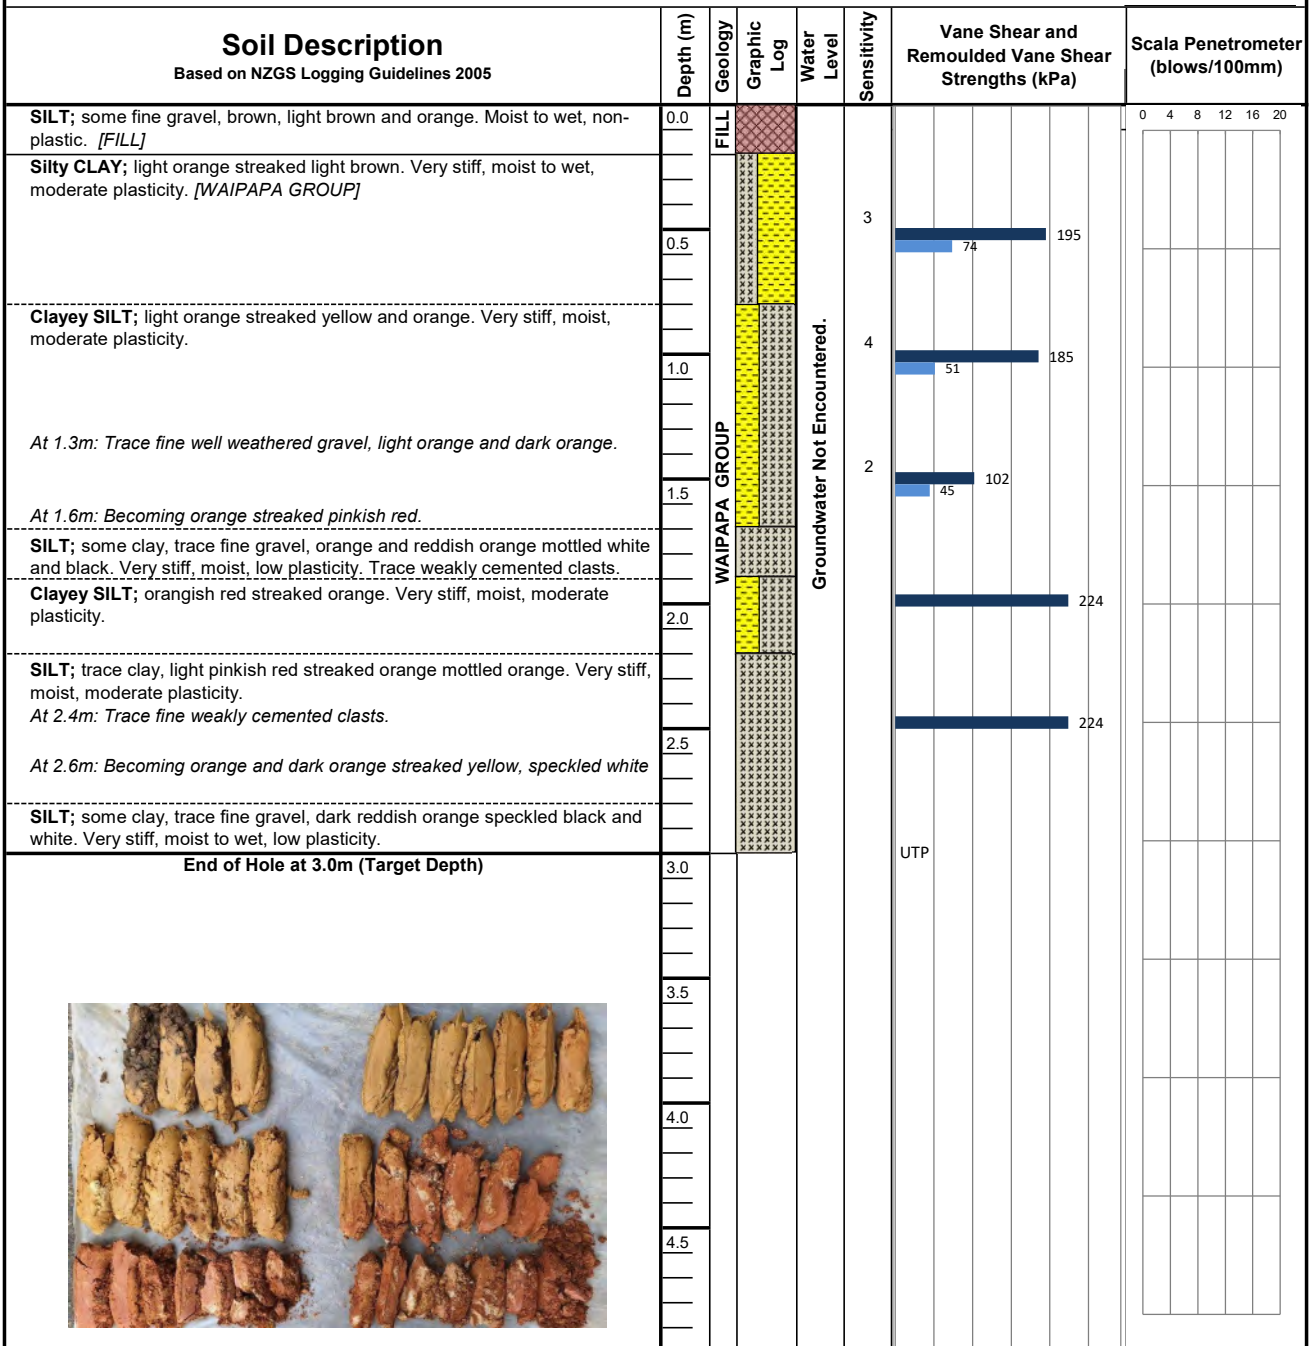 Soil Description
Based on NZGS Logging Guidelines 2005
Depth (m)
Geology
Graphic
Log
Water
Level
Sensitivity
Vane Shear and
Remoulded Vane Shear
Strengths (kPa)
Scala Penetrometer
(blows/100mm)
0 4 8 12 16 20
SILT; some fine gravel, brown, light brown and orange. Moist to wet, non-
plastic. [FILL]
0.0
FILL
Silty CLAY; light orange streaked light brown. Very stiff, moist to wet,
moderate plasticity. [WAIPAPA GROUP]
3
195
0.5
74
Clayey SILT; light orange streaked yellow and orange. Very stiff, moist,
moderate plasticity.
4
185
1.0
51
At 1.3m: Trace fine well weathered gravel, light orange and dark orange.
WAIPAPA GROUP
Groundwater Not Encountered.
2
102
1.5
45
At 1.6m: Becoming orange streaked pinkish red.
SILT; some clay, trace fine gravel, orange and reddish orange mottled white
and black. Very stiff, moist, low plasticity. Trace weakly cemented clasts.
Clayey SILT; orangish red streaked orange. Very stiff, moist, moderate
plasticity.
224
2.0
SILT; trace clay, light pinkish red streaked orange mottled orange. Very stiff,
moist, moderate plasticity.
At 2.4m: Trace fine weakly cemented clasts.
224
2.5
At 2.6m: Becoming orange and dark orange streaked yellow, speckled white
SILT; some clay, trace fine gravel, dark reddish orange speckled black and
white. Very stiff, moist to wet, low plasticity.
UTP
End of Hole at 3.0m (Target Depth)
3.0
3.5
4.0
4.5